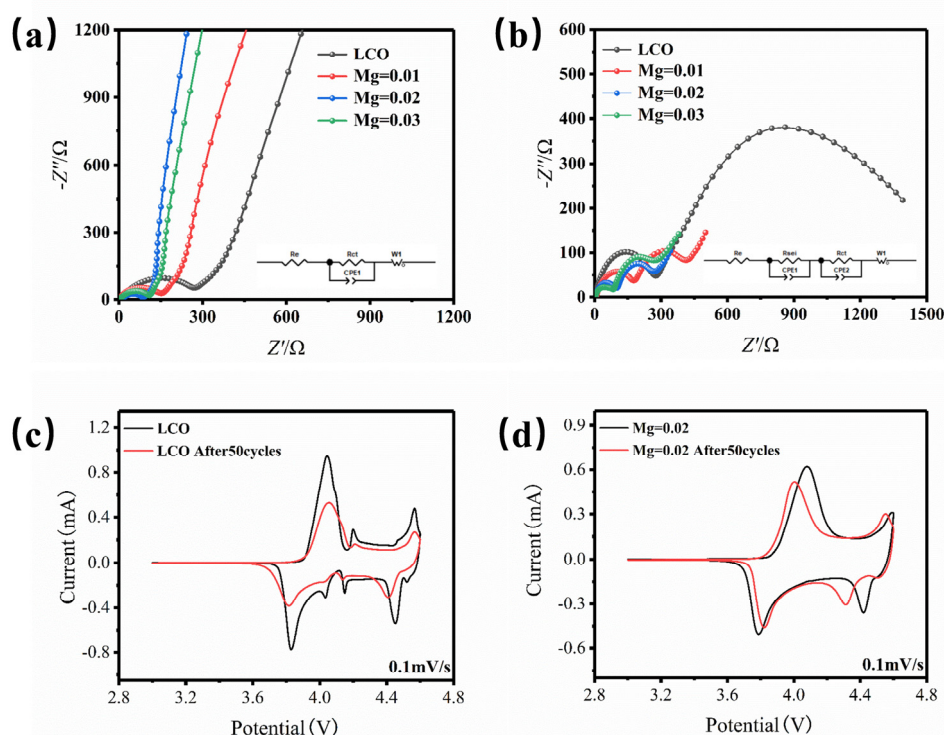 (a)
1200
900
600
300
0
-Z''/Ω
0 300 600 900 1200
Z'/Ω
LCO
Mg=0.01
Mg=0.02
Mg=0.03
Re Rct W1
CPE1
(b)
600
500
400
300
200
100
0
-Z''/Ω
0 300 600 900 1200 1500
Z'/Ω
LCO
Mg=0.01
Mg=0.02
Mg=0.03
Re Rsei Rct W1
CPE1 CPE2
(c)
1.2
0.8
0.4
0.0
-0.4
-0.8
Current(mA)
2.8 3.2 3.6 4.0 4.4 4.8
Potential(V)
LCO
LCO After50cycles
0.1mV/s
(d)
0.9
0.6
0.3
0.0
-0.3
-0.6
Current(mA)
2.8 3.2 3.6 4.0 4.4 4.8
Potential(V)
Mg=0.02
Mg=0.02 After50cycles
0.1mV/s